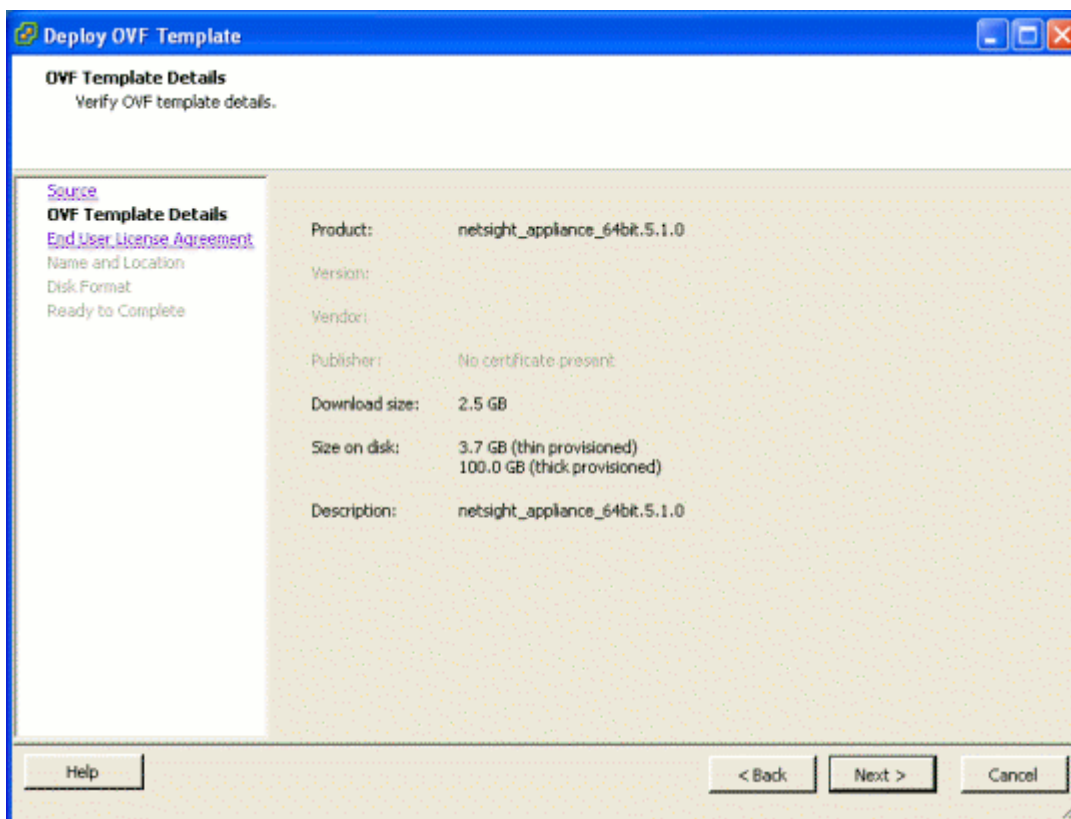 Deploy OVF Template
OVF Template Details
Verify OVF template details.
Source
OVF Template Details
End User License Agreement
Name and Location
Disk Format
Ready to Complete
Product: netsight_appliance_64bit.5.1.0
Version:
Vendor:
Publisher: No certificate present
Download size: 2.5 GB
Size on disk: 3.7 GB (thin provisioned)
100.0 GB (thick provisioned)
Description: netsight_appliance_64bit.5.1.0
Help < Back Next > Cancel